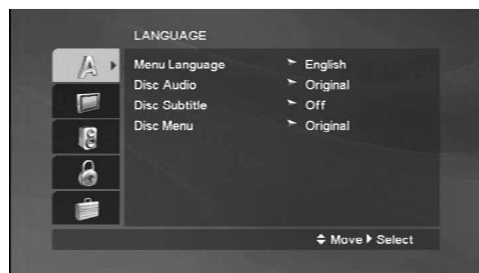 LANGUAGE
A
Menu Language English
Disc Audio Original
Disc Subtitle Off
Disc Menu Original
Move Select